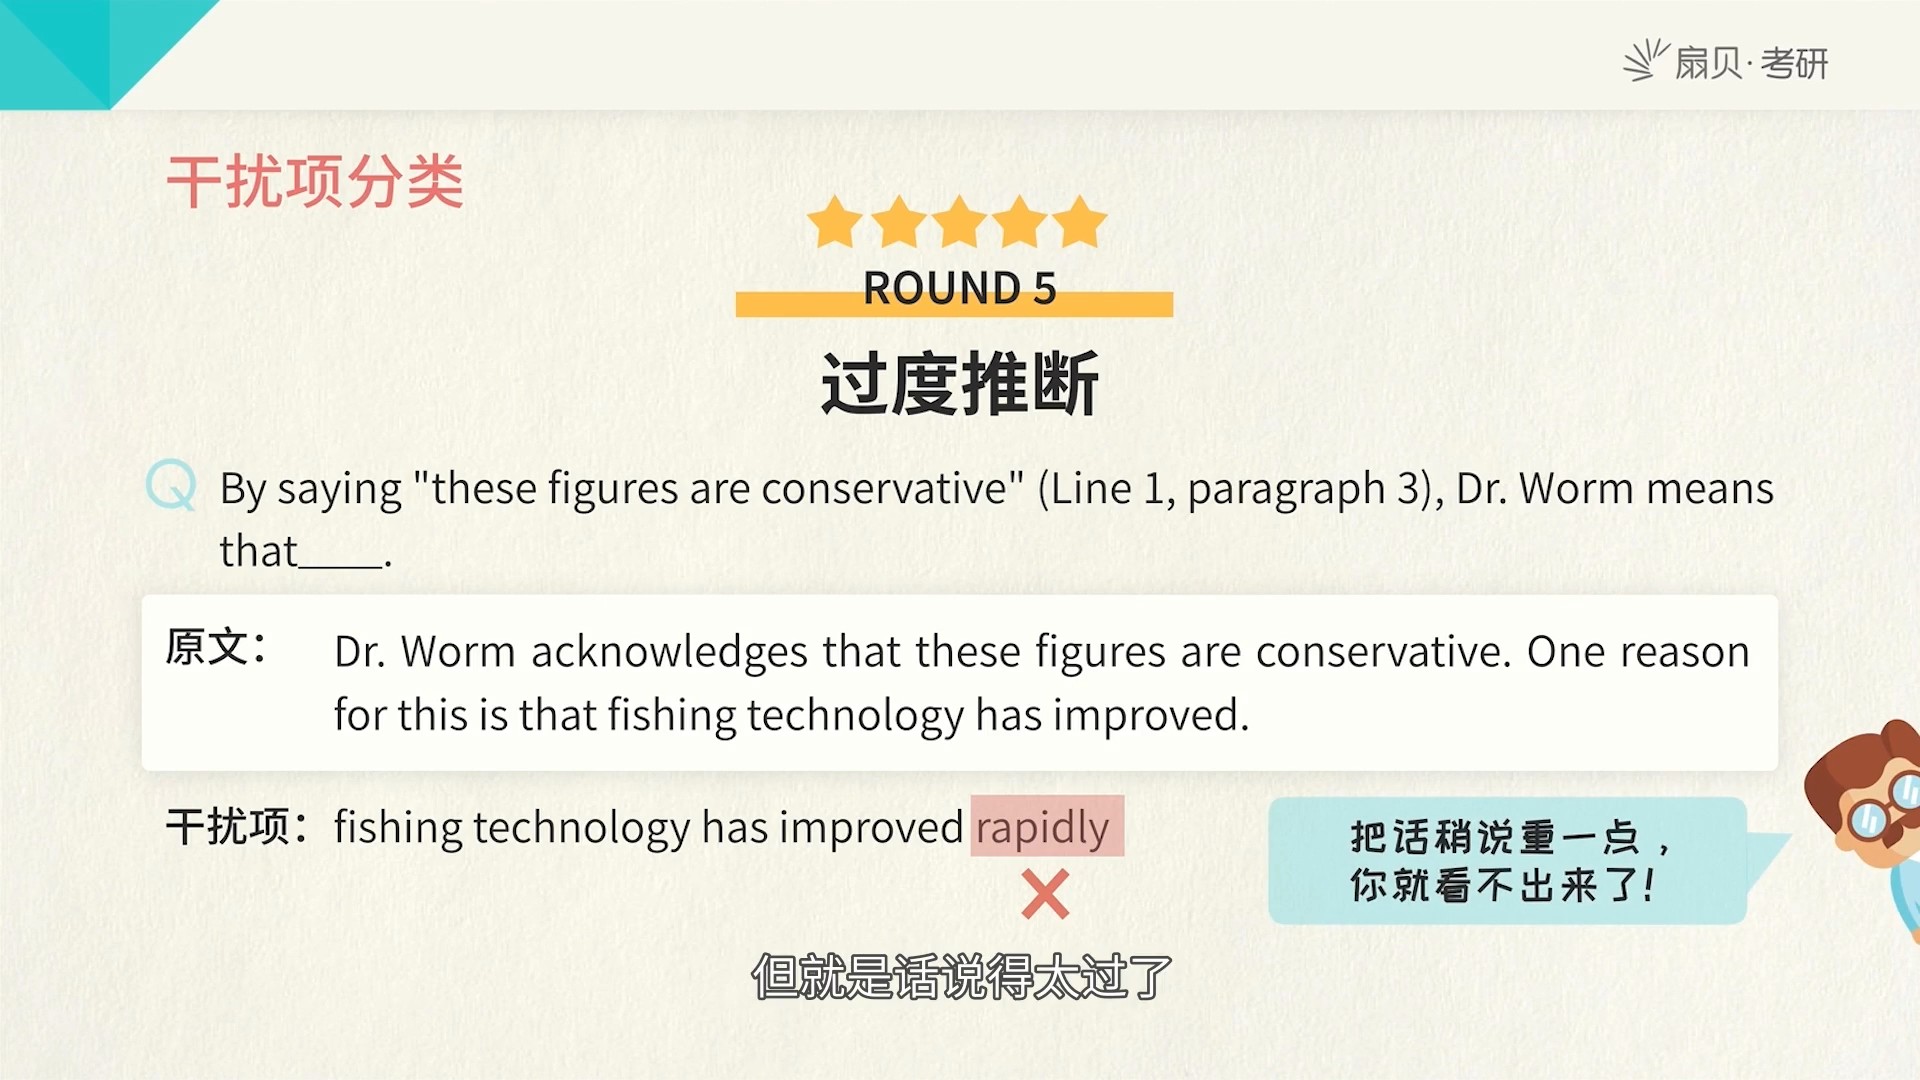 扇贝·考研
干扰项分类
ROUND 5
过度推断
Q By saying "these figures are conservative" (Line 1, paragraph 3), Dr. Worm means
that____.
原文： Dr. Worm acknowledges that these figures are conservative. One reason
for this is that fishing technology has improved.
干扰项：fishing technology has improved rapidly
把话稍说重一点，
你就看不出来了!
但就是话说得太过了